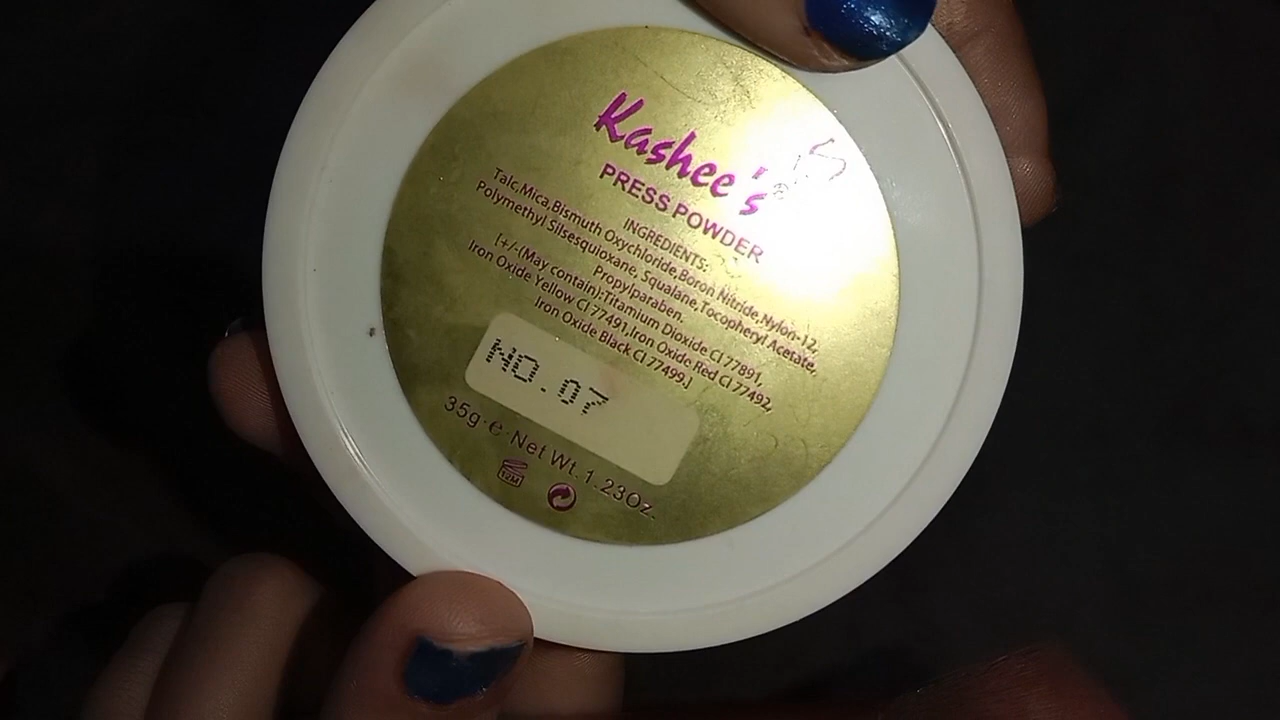 Kashee's
PRESS POWDER
INGREDIENTS:
Talc,Mica,Bismuth Oxychloride,Boron Nitride,Nylon-12,
Polymethyl Silsesquioxane, Squalane,Tocopheryl Acetate,
Propylparaben.
[+/-(May contain):Titamium Dioxide CI 77891,
Iron Oxide Yellow CI 77491,Iron Oxide Red CI 77492,
Iron Oxide Black CI 77499.]
NO.07
35g ℮ Net Wt. 1.23Oz.
12M